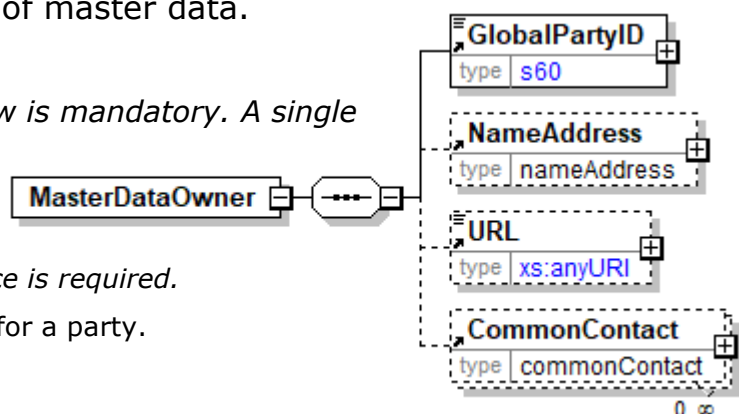 of master data.
w is mandatory. A single
ce is required.
for a party.
MasterDataOwner
GlobalPartyID
type s60
NameAddress
type nameAddress
URL
type xs:anyURI
CommonContact
type commonContact
0 ∞